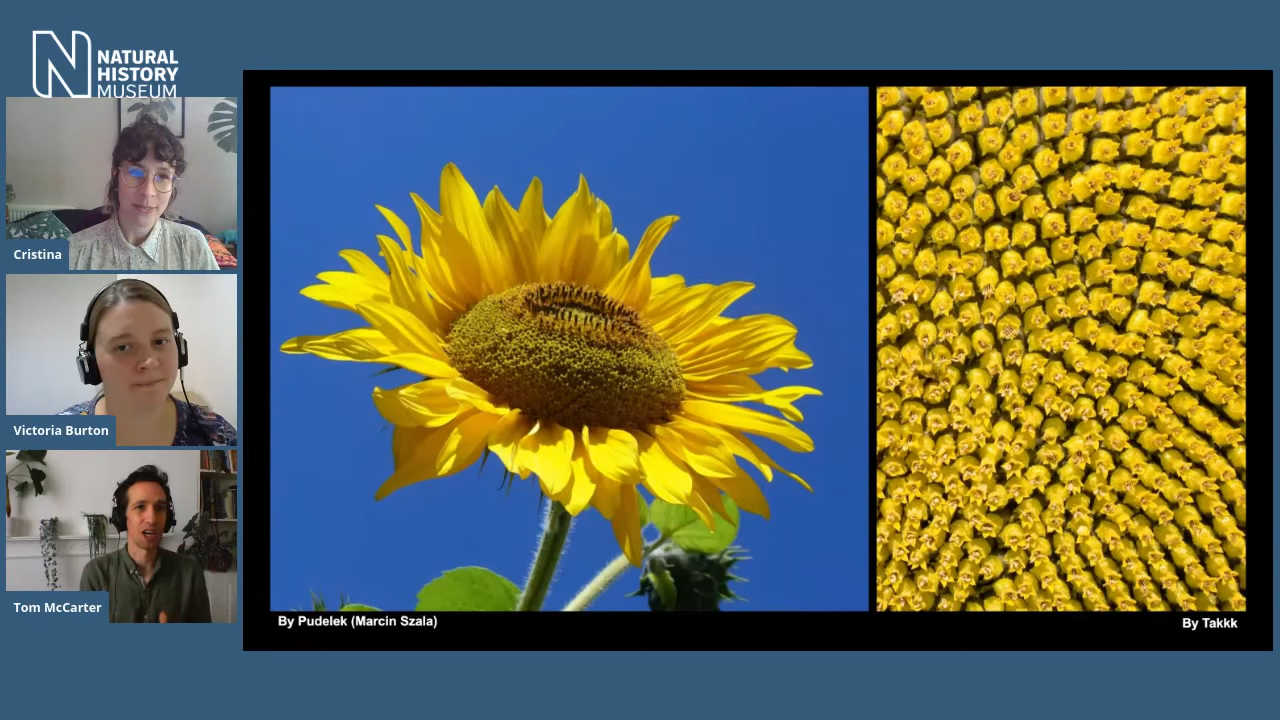 NATURAL
HISTORY
MUSEUM
Cristina
Victoria Burton
Tom McCarter
By Pudelek (Marcin Szala)
By Takkk